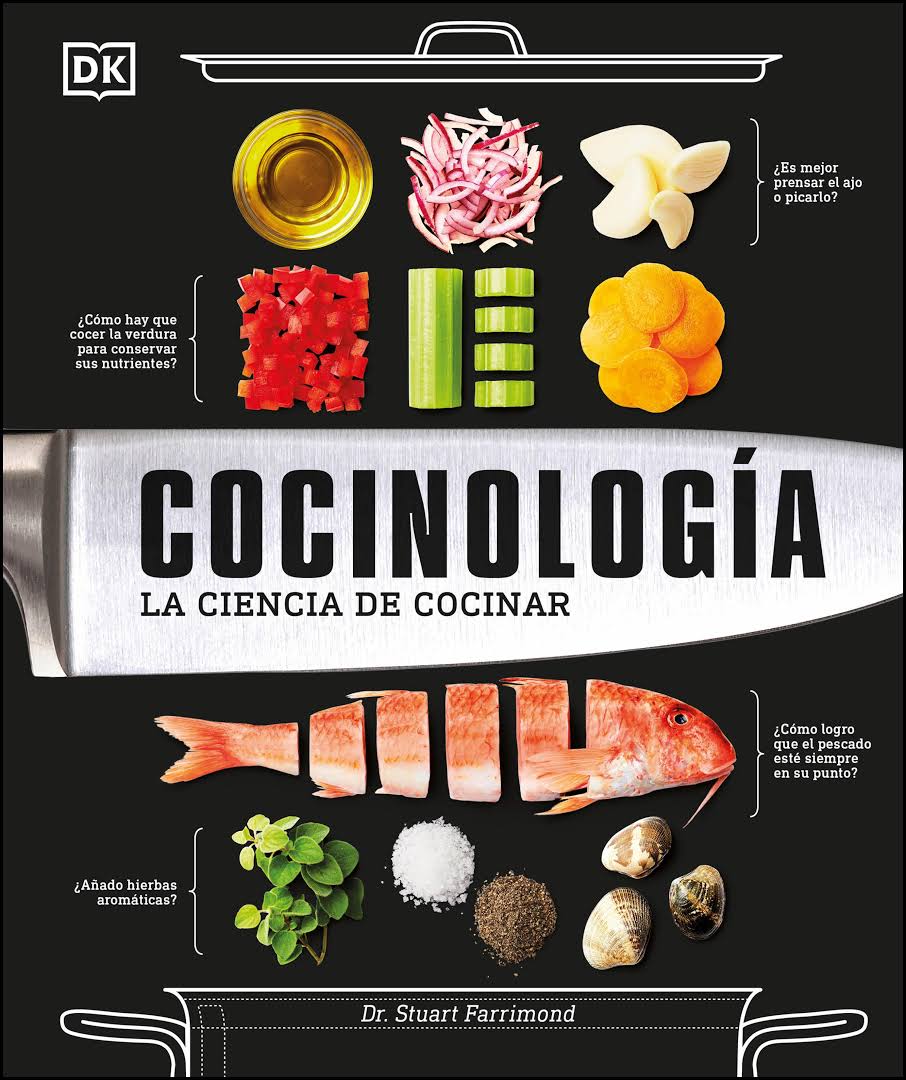 DK
¿Es mejor
prensar el ajo
o picarlo?
¿Cómo hay que
cocer la verdura
para conservar
sus nutrientes?
COCINOLOGÍA
LA CIENCIA DE COCINAR
¿Cómo logro
que el pescado
esté siempre
en su punto?
¿Añado hierbas
aromáticas?
Dr. Stuart Farrimond